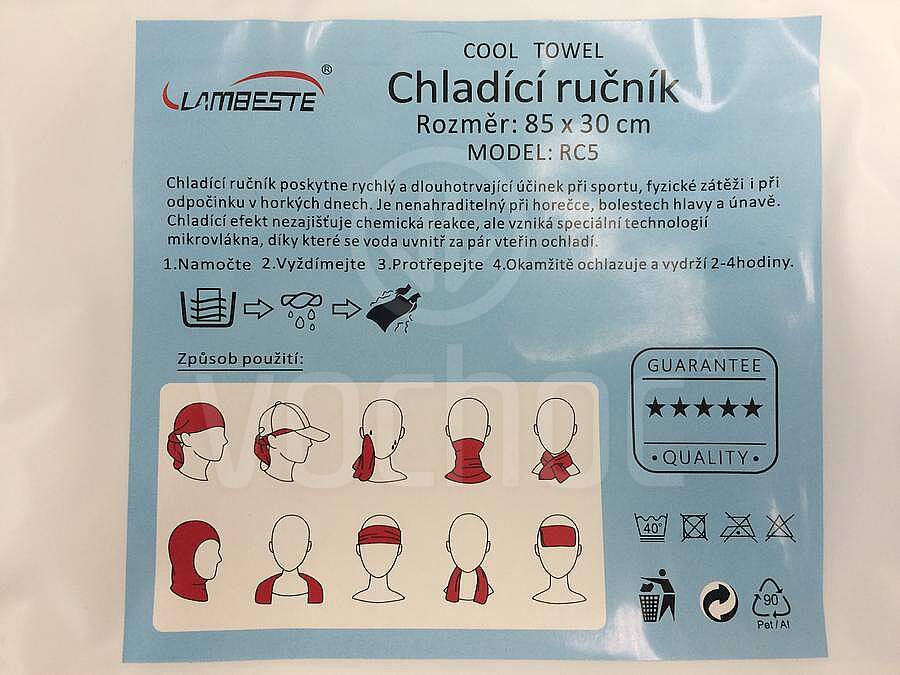 COOL TOWEL
LAMBESTE®
Chladící ručník
Rozměr: 85 x 30 cm
MODEL: RC5
Chladící ručník poskytne rychlý a dlouhotrvající účinek při sportu, fyzické zátěži i při
odpočinku v horkých dnech. Je nenahraditelný při horečce, bolestech hlavy a únavě.
Chladící efekt nezajišťuje chemická reakce, ale vzniká speciální technologií
mikrovlákna, díky které se voda uvnitř za pár vteřin ochladí.
1.Namočte 2.Vyždímejte 3.Protřepejte 4.Okamžitě ochlazuje a vydrží 2-4hodiny.
Způsob použití:
GUARANTEE
•QUALITY•
vochoc®
40°
90
Pet/Al